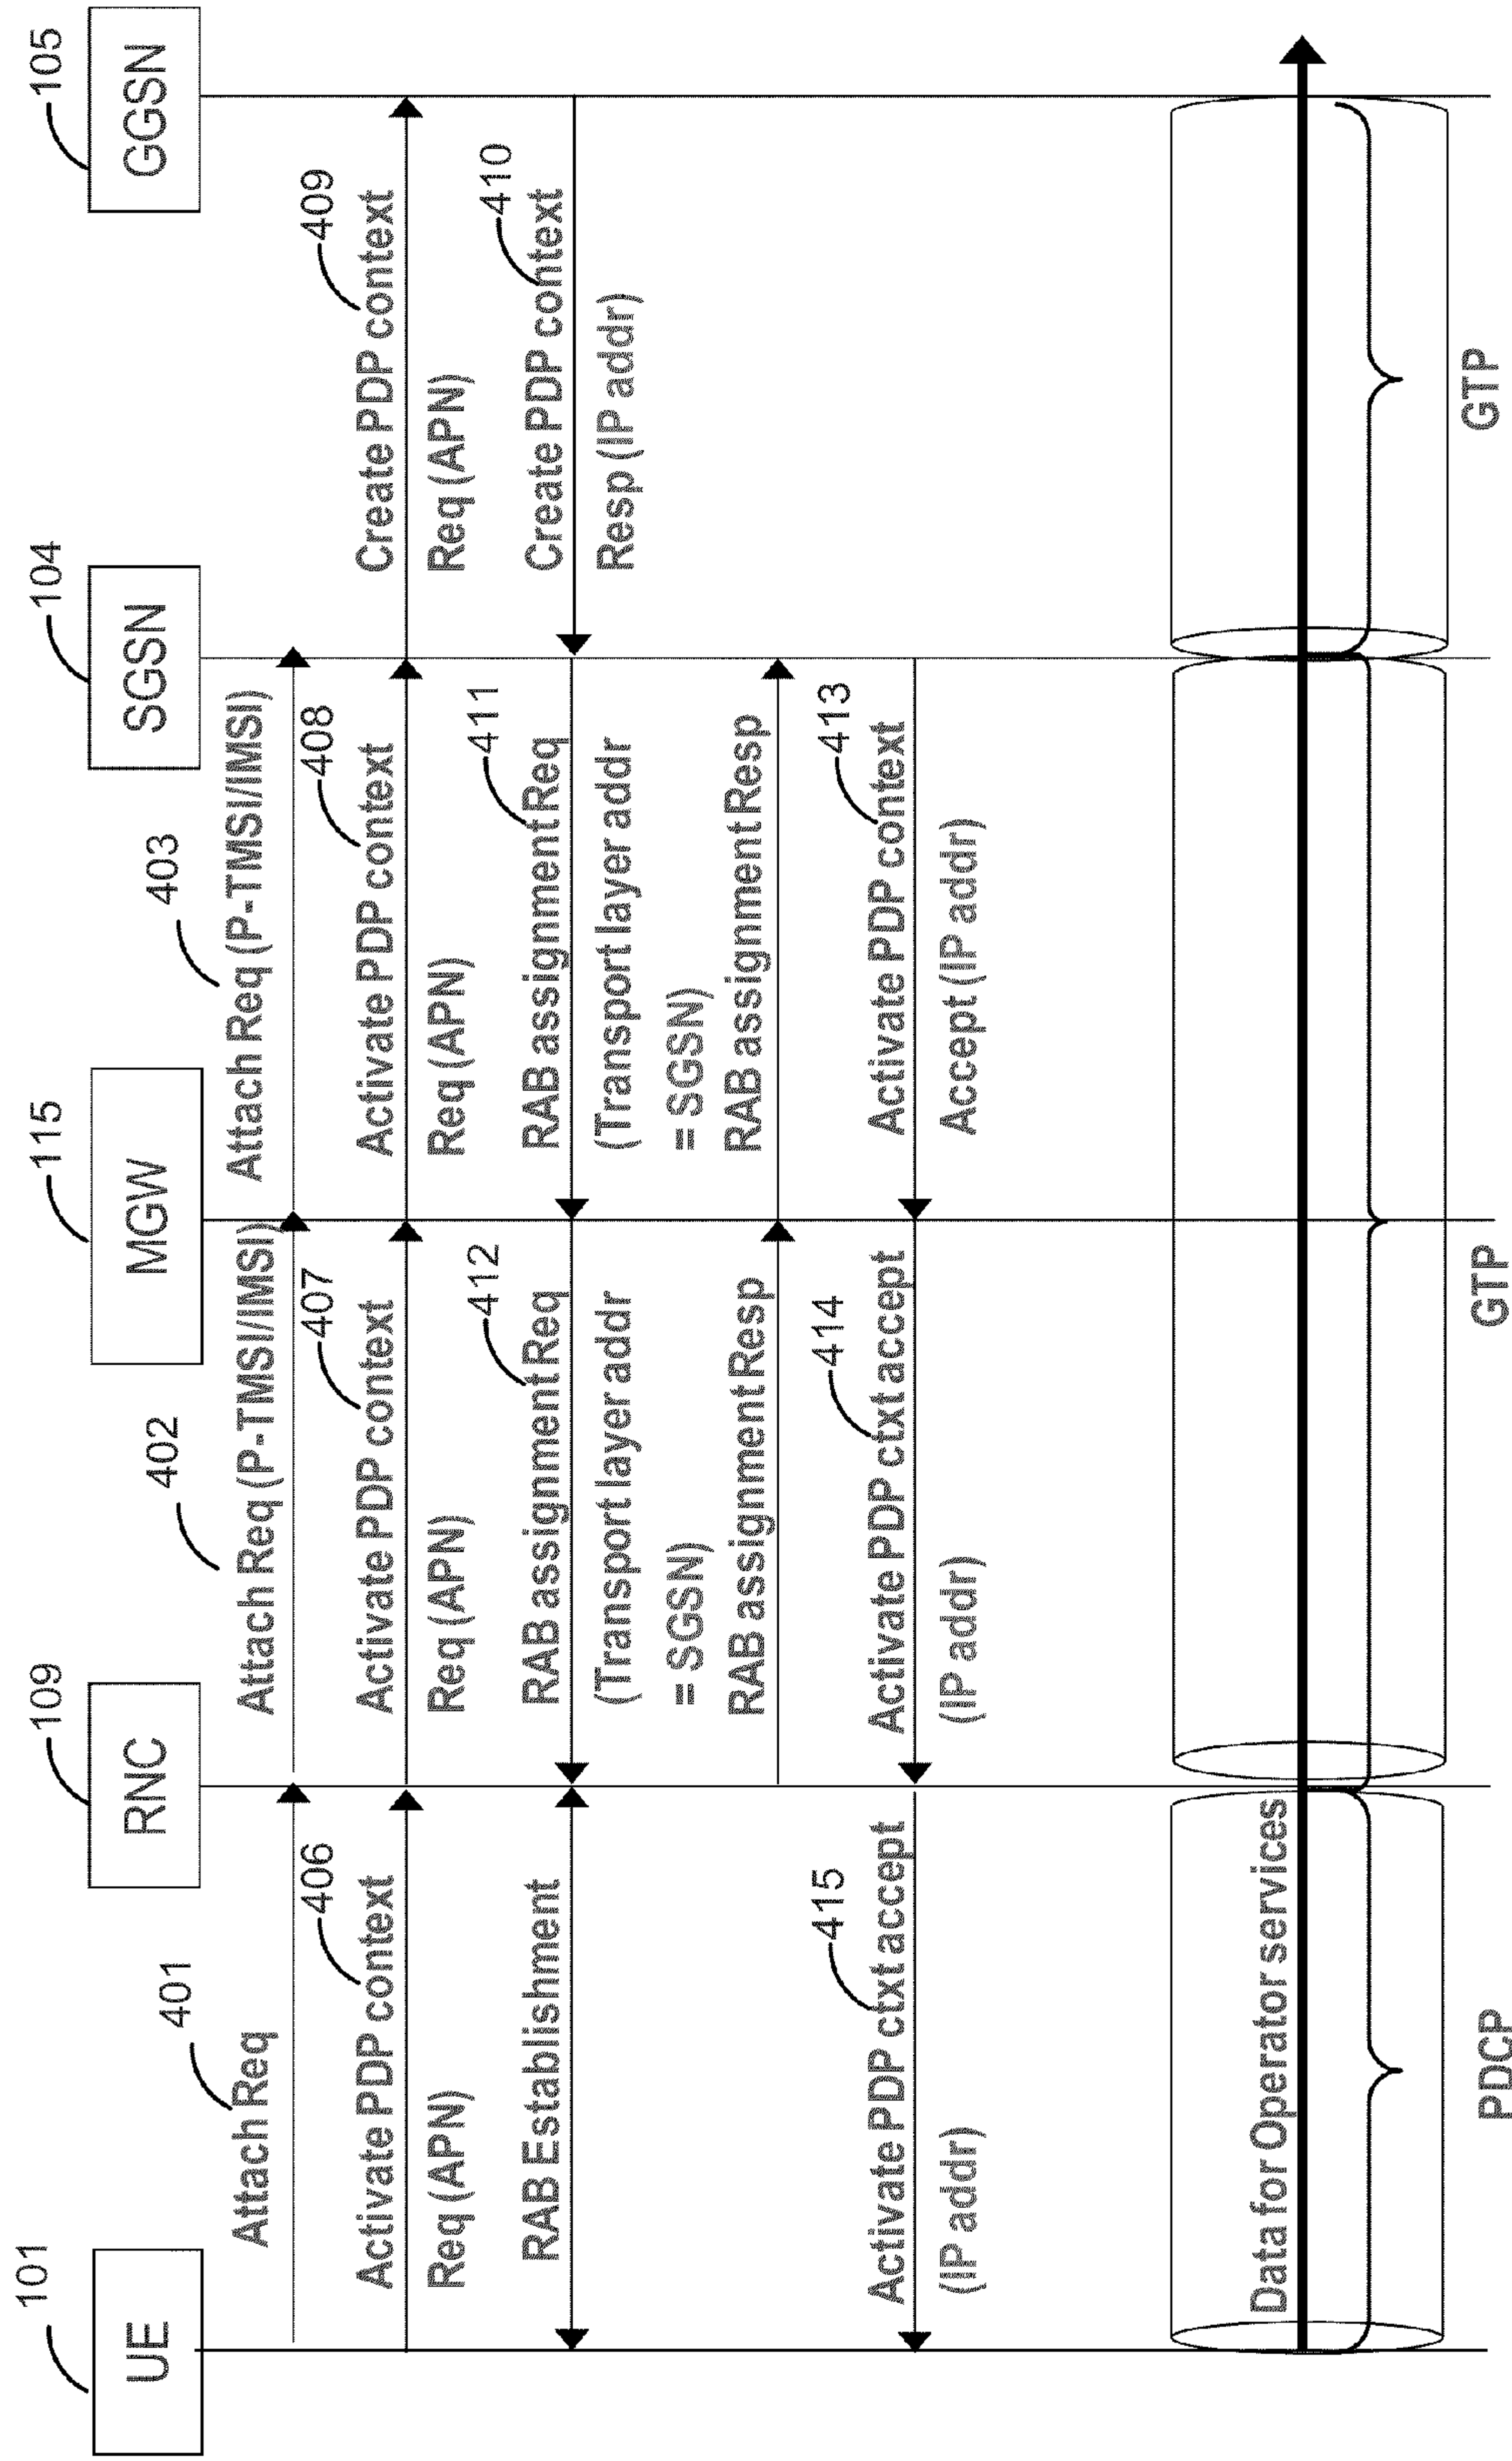 101
UE
109
RNC
115
MGW
104
SGSN
105
GGSN
401
Attach Req
402
Attach Req (P-TMSI/IMSI)
403
Attach Req (P-TMSI/IMSI)
406
Activate PDP context
Req (APN)
407
Activate PDP context
Req (APN)
408
Activate PDP context
Req (APN)
409
Create PDP context
Req (APN)
RAB Establishment
412
RAB assignment Req
(Transport layer addr
= SGSN)
411
RAB assignment Req
(Transport layer addr
= SGSN)
410
Create PDP context
Resp (IP addr)
RAB assignment Resp
RAB assignment Resp
415
Activate PDP ctxt accept
(IP addr)
414
Activate PDP ctxt accept
(IP addr)
413
Activate PDP context
Accept (IP addr)
Data for Operator services
PDCP
GTP
GTP